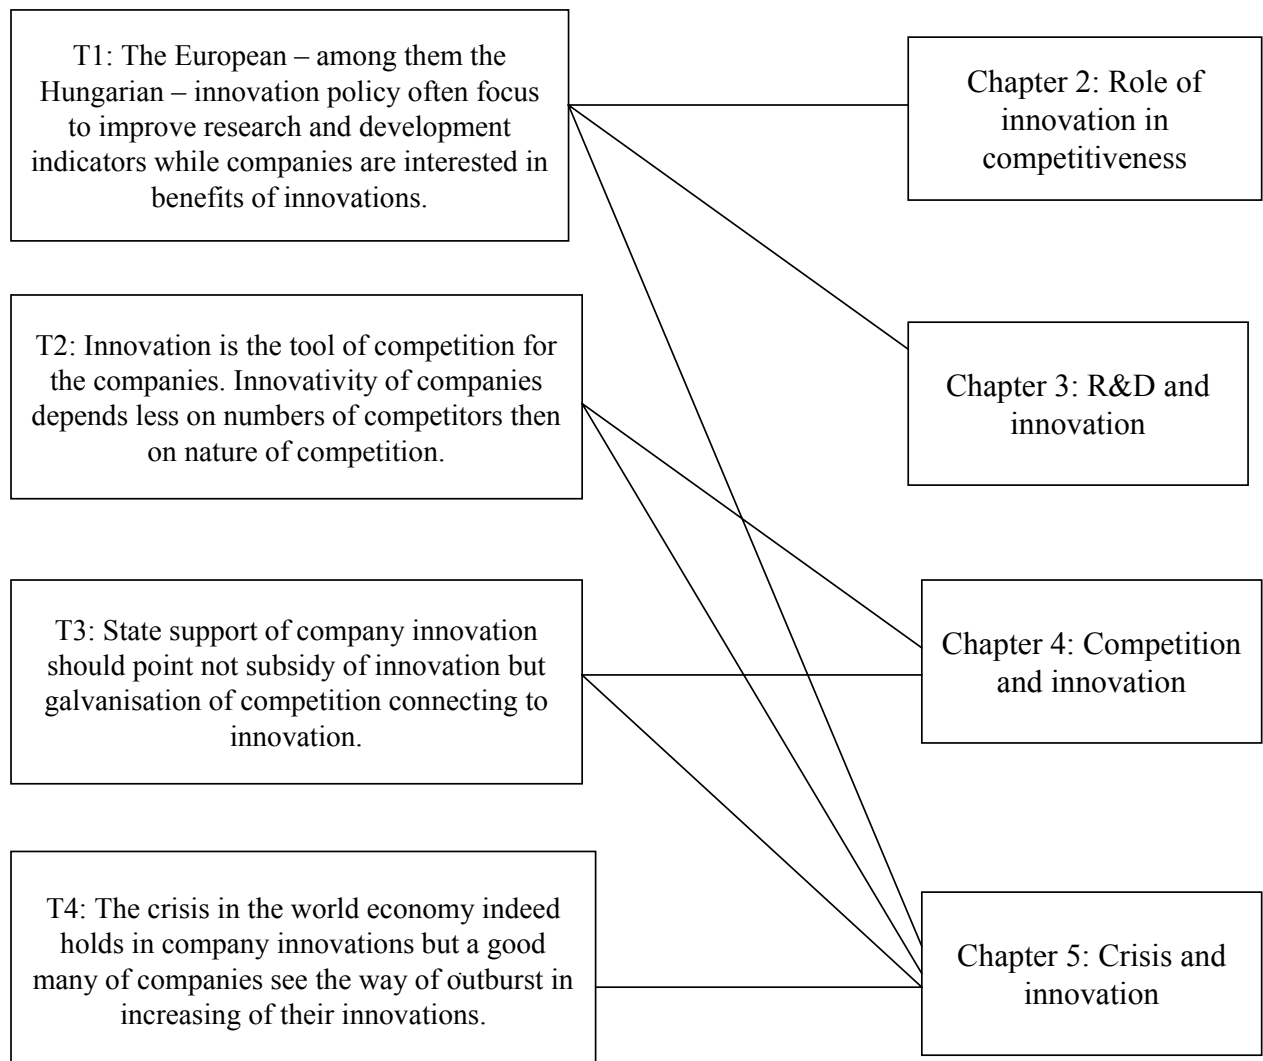 T1: The European – among them the
Hungarian – innovation policy often focus
to improve research and development
indicators while companies are interested in
benefits of innovations.
Chapter 2: Role of
innovation in
competitiveness
T2: Innovation is the tool of competition for
the companies. Innovativity of companies
depends less on numbers of competitors then
on nature of competition.
Chapter 3: R&D and
innovation
T3: State support of company innovation
should point not subsidy of innovation but
galvanisation of competition connecting to
innovation.
Chapter 4: Competition
and innovation
T4: The crisis in the world economy indeed
holds in company innovations but a good
many of companies see the way of outburst in
increasing of their innovations.
Chapter 5: Crisis and
innovation